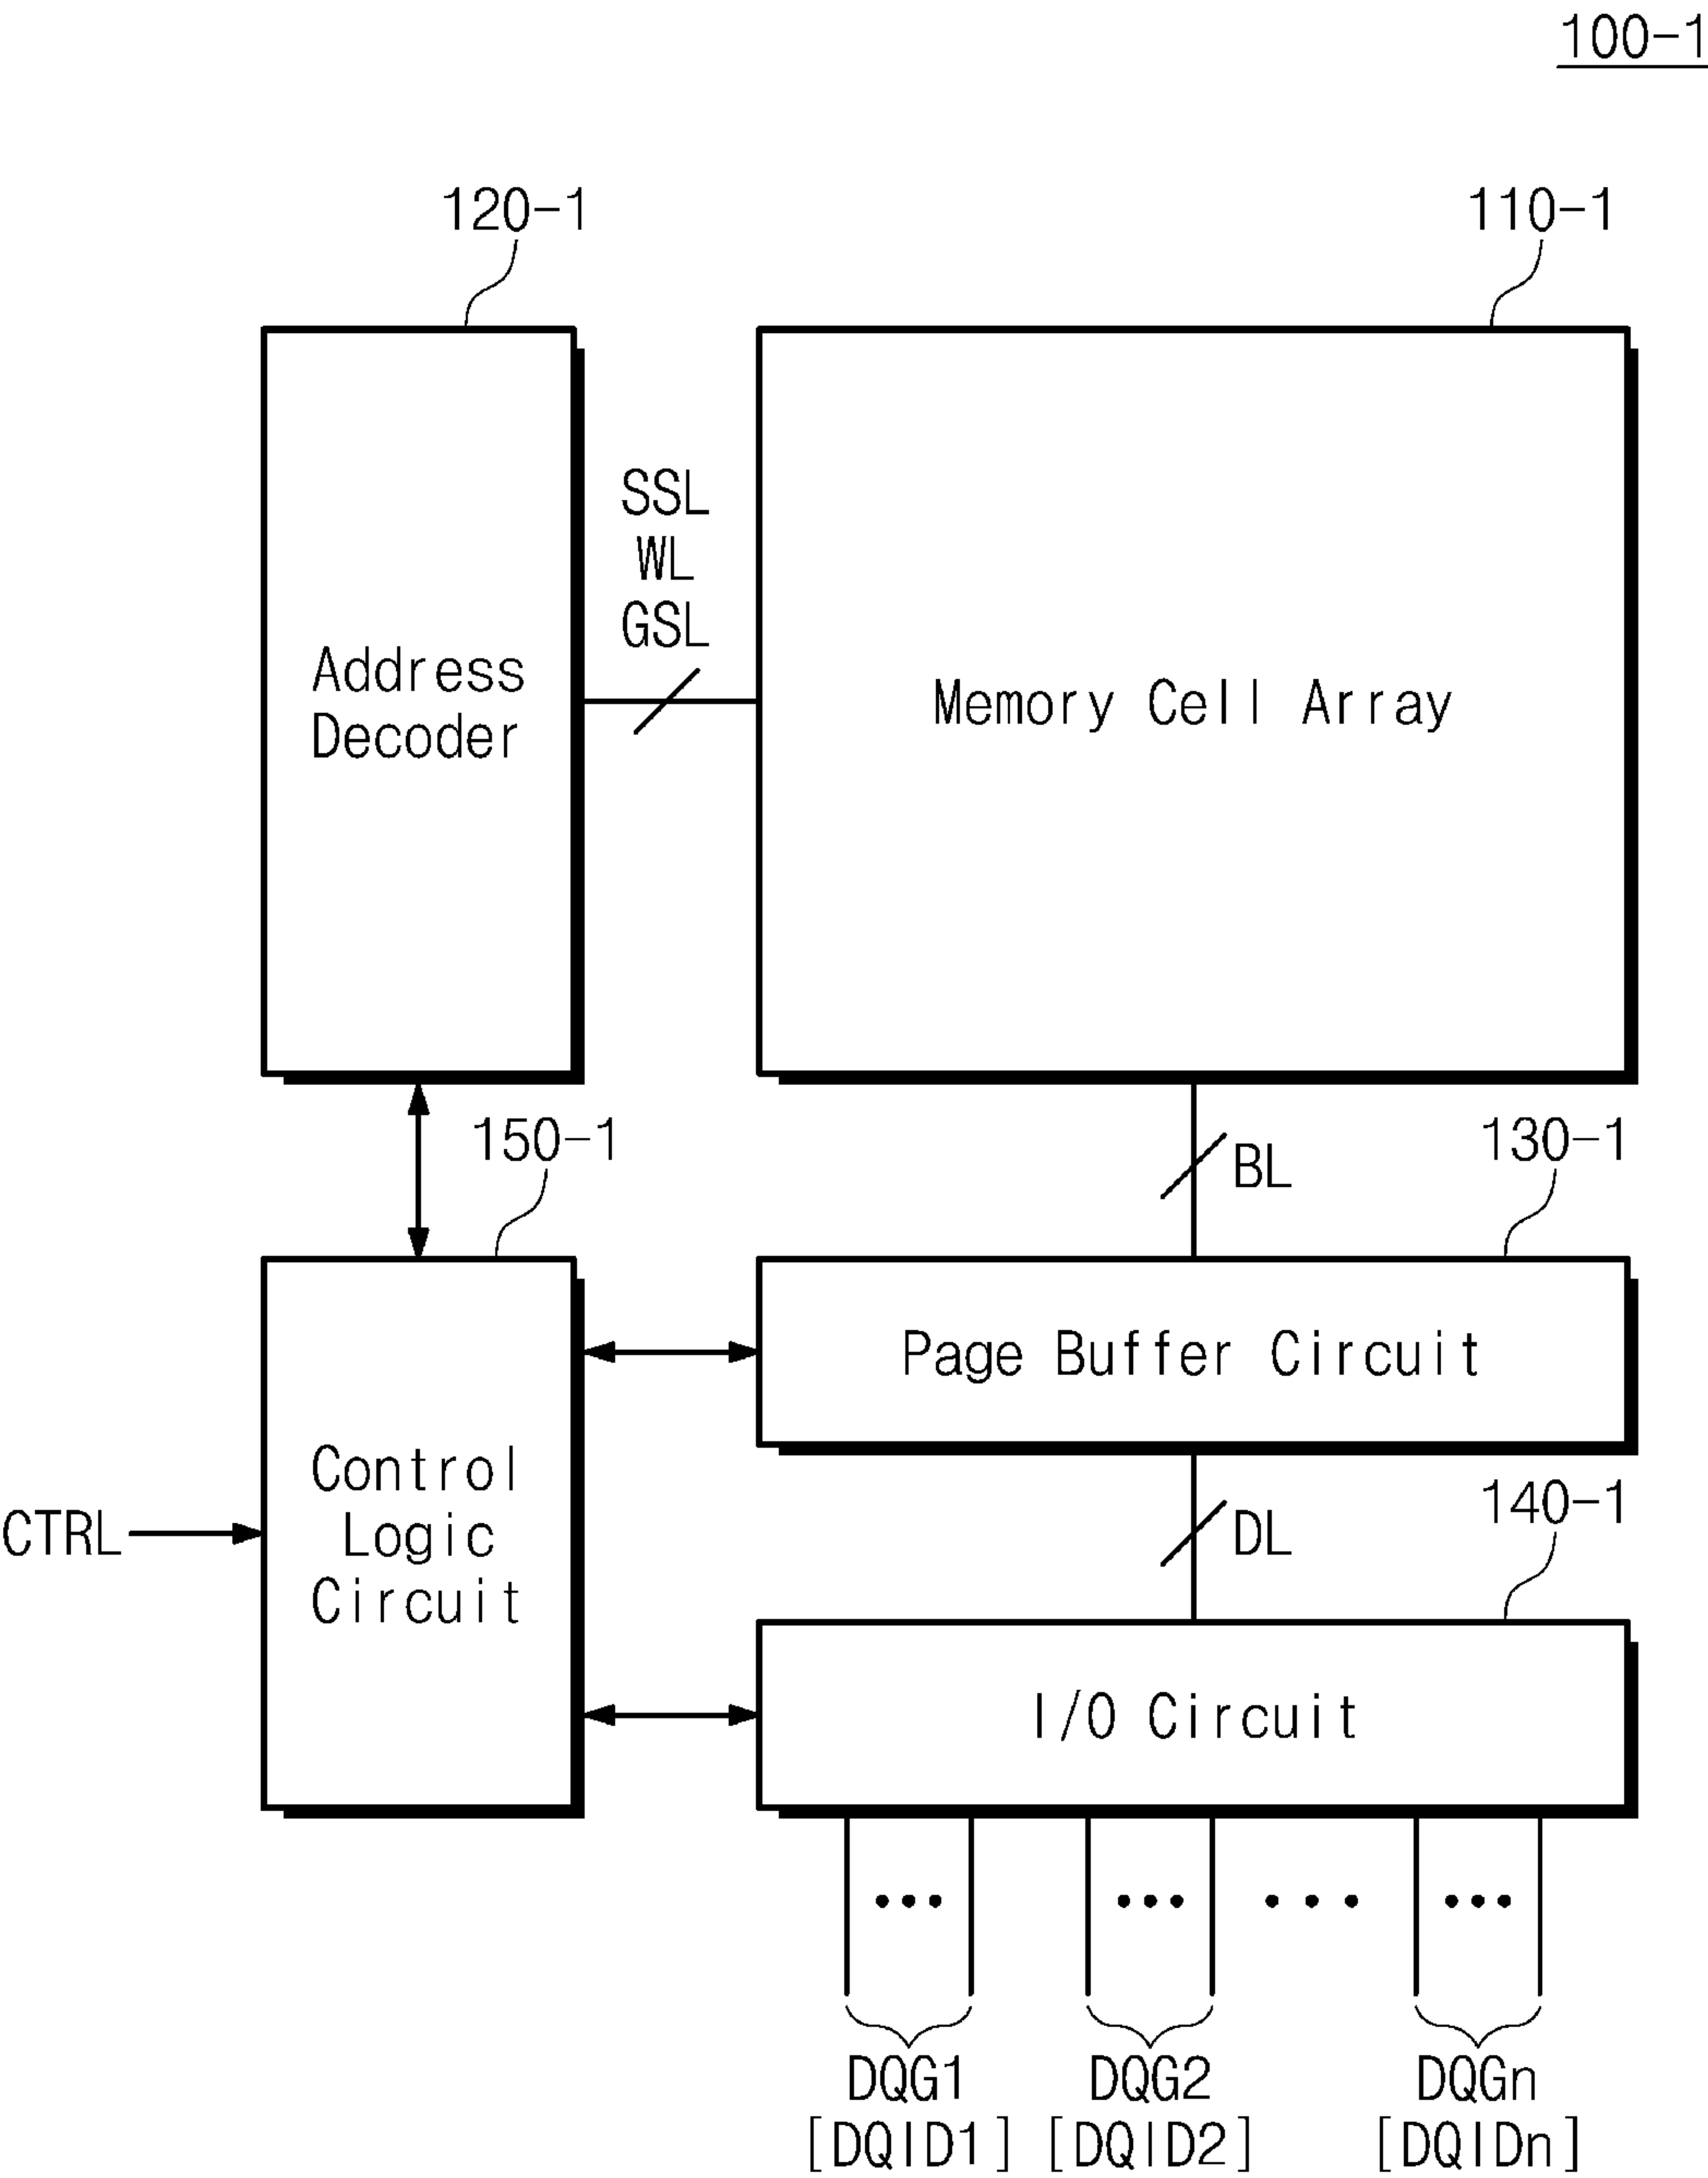 100-1
120-1
110-1
SSL
WL
GSL
Address
Decoder
Memory Cell Array
150-1
BL
130-1
Page Buffer Circuit
Control
Logic
Circuit
CTRL
DL
140-1
I/O Circuit
DQG1
[DQID1]
DQG2
[DQID2]
DQGn
[DQIDn]